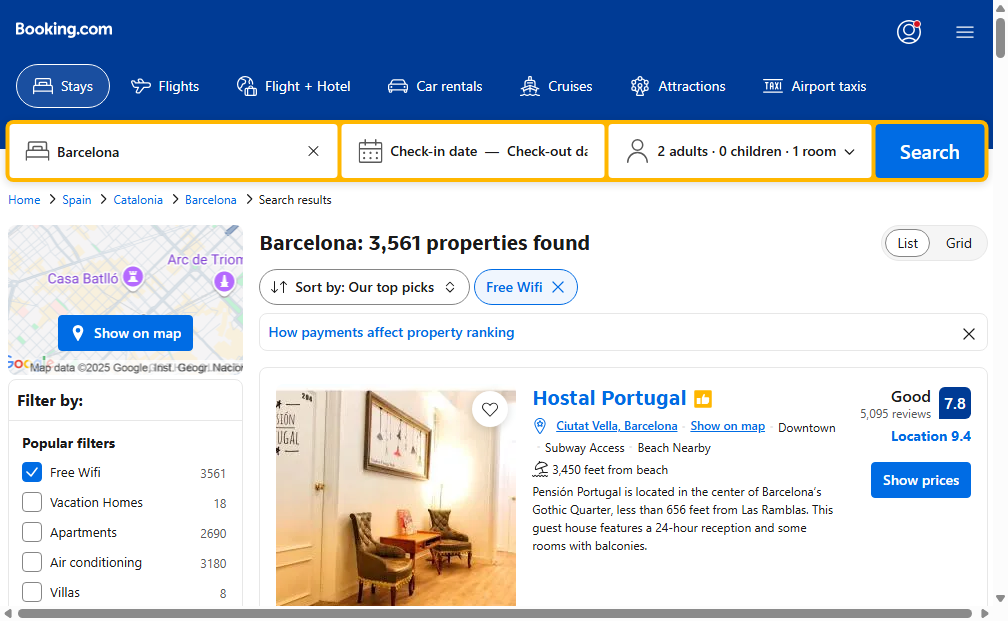 Booking.com
Stays
Flights
Flight + Hotel
Car rentals
Cruises
Attractions
Airport taxis
Barcelona
Check-in date — Check-out da
2 adults · 0 children · 1 room
Search
Home
Spain
Catalonia
Barcelona
Search results
Casa Batlló
Arc de Triom
Show on map
Map data ©2025 Google, Inst. Geogr. Nacion
Barcelona: 3,561 properties found
List
Grid
Sort by: Our top picks
Free Wifi
How payments affect property ranking
Filter by:
Popular filters
Free Wifi 3561
Vacation Homes 18
Apartments 2690
Air conditioning 3180
Villas 8
Hostal Portugal
Ciutat Vella, Barcelona
Show on map
Downtown
Subway Access
Beach Nearby
3,450 feet from beach
Pensión Portugal is located in the center of Barcelona’s
Gothic Quarter, less than 656 feet from Las Ramblas. This
guest house features a 24-hour reception and some
rooms with balconies.
Good
5,095 reviews
7.8
Location 9.4
Show prices